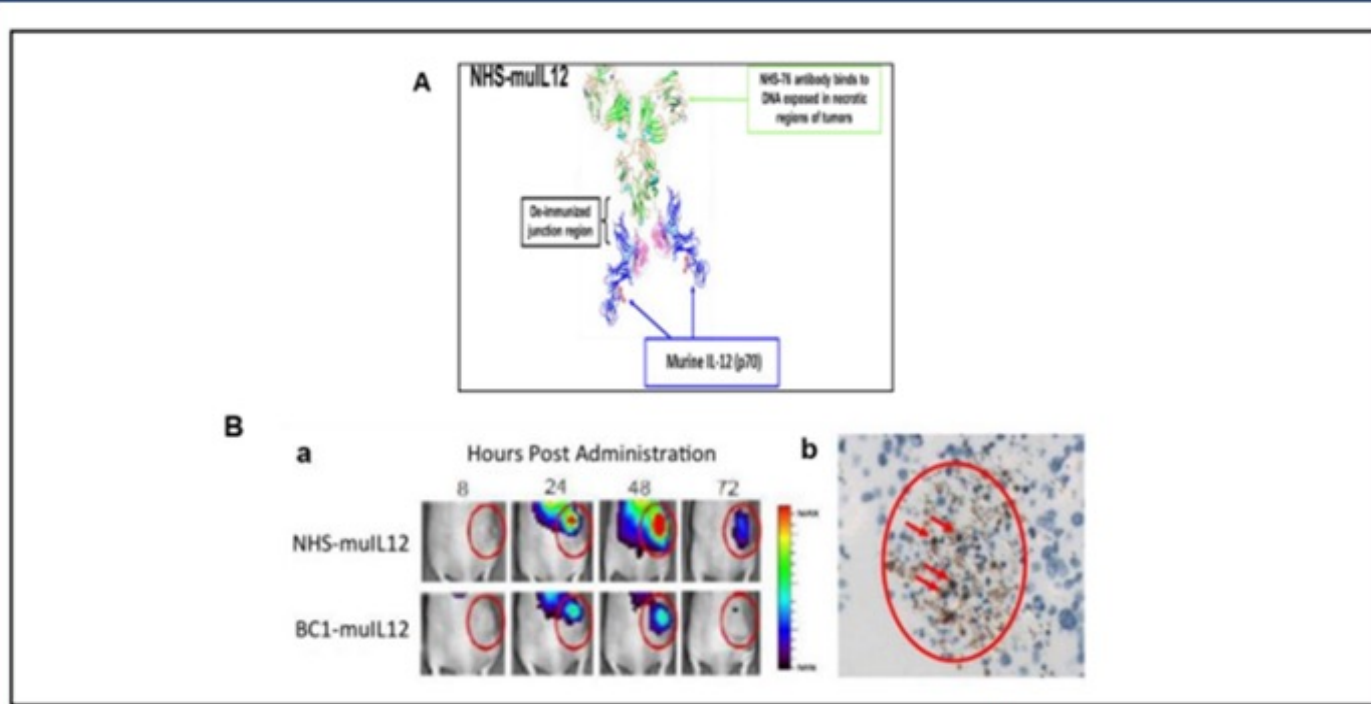 A
NHS-muIL12
NHS-76 antibody binds to
DNA exposed in necrotic
regions of tumors
De-immunized
junction region
Murine IL-12 (p70)
B
a
Hours Post Administration
8 24 48 72
NHS-muIL12
BC1-muIL12
b